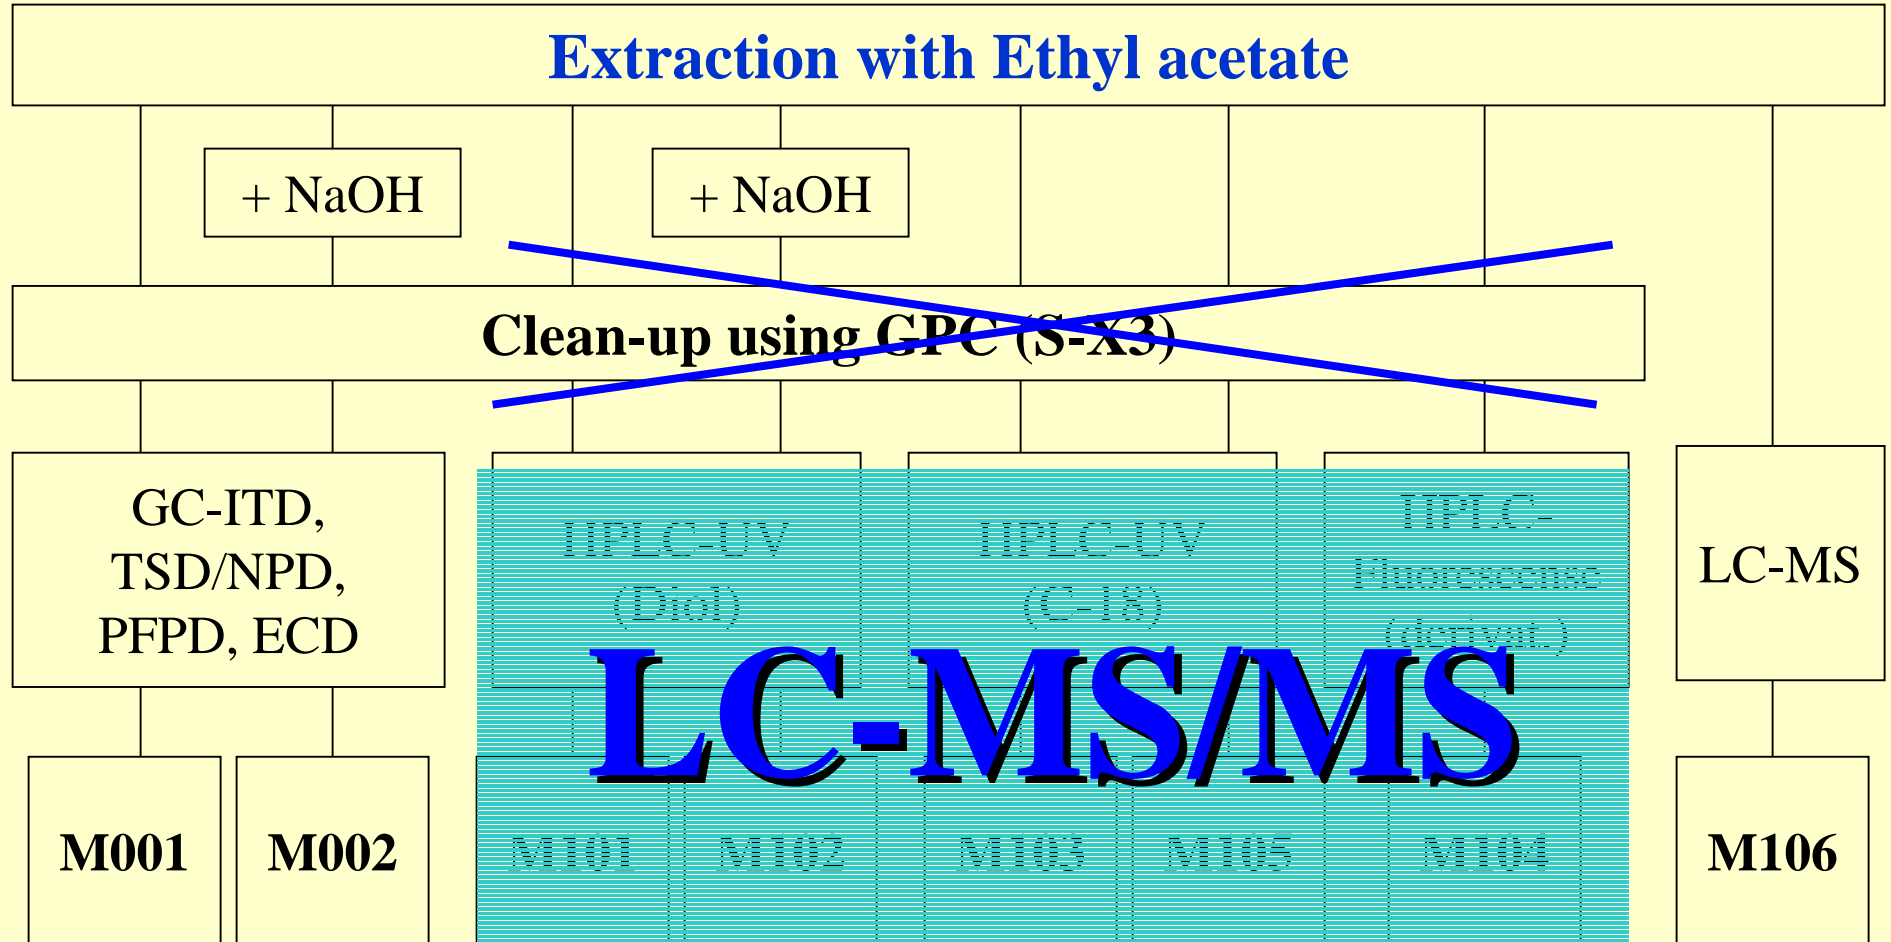 Extraction with Ethyl acetate
+ NaOH
+ NaOH
Clean-up using GPC (S-X3)
GC-ITD,
TSD/NPD,
PFPD, ECD
HPLC-UV
(Diol)
HPLC-UV
(C-18)
HPLC-
Fluorescense
(derivat.)
LC-MS
LC-MS/MS
M001
M002
M101
M102
M103
M105
M104
M106